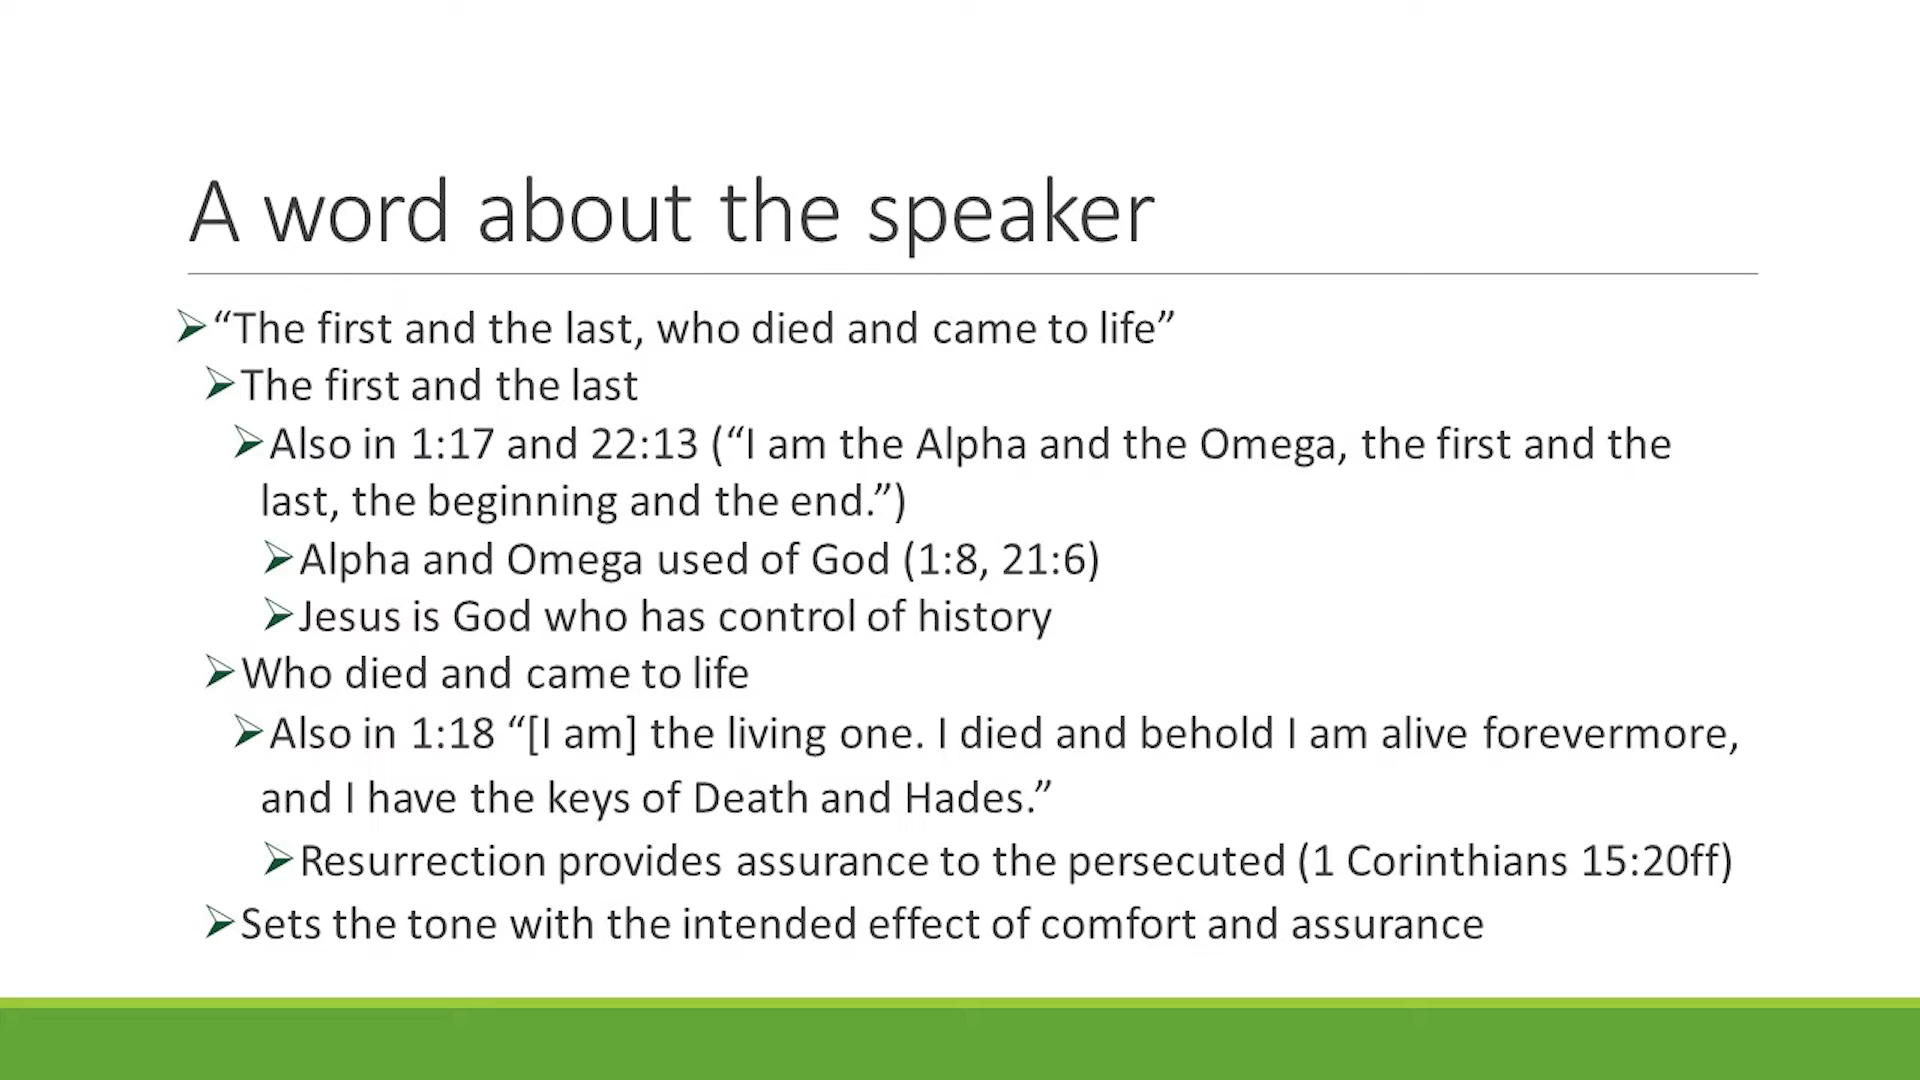 A word about the speaker
“The first and the last, who died and came to life”
The first and the last
Also in 1:17 and 22:13 (“I am the Alpha and the Omega, the first and the
last, the beginning and the end.”)
Alpha and Omega used of God (1:8, 21:6)
Jesus is God who has control of history
Who died and came to life
Also in 1:18 “[I am] the living one. I died and behold I am alive forevermore,
and I have the keys of Death and Hades.”
Resurrection provides assurance to the persecuted (1 Corinthians 15:20ff)
Sets the tone with the intended effect of comfort and assurance